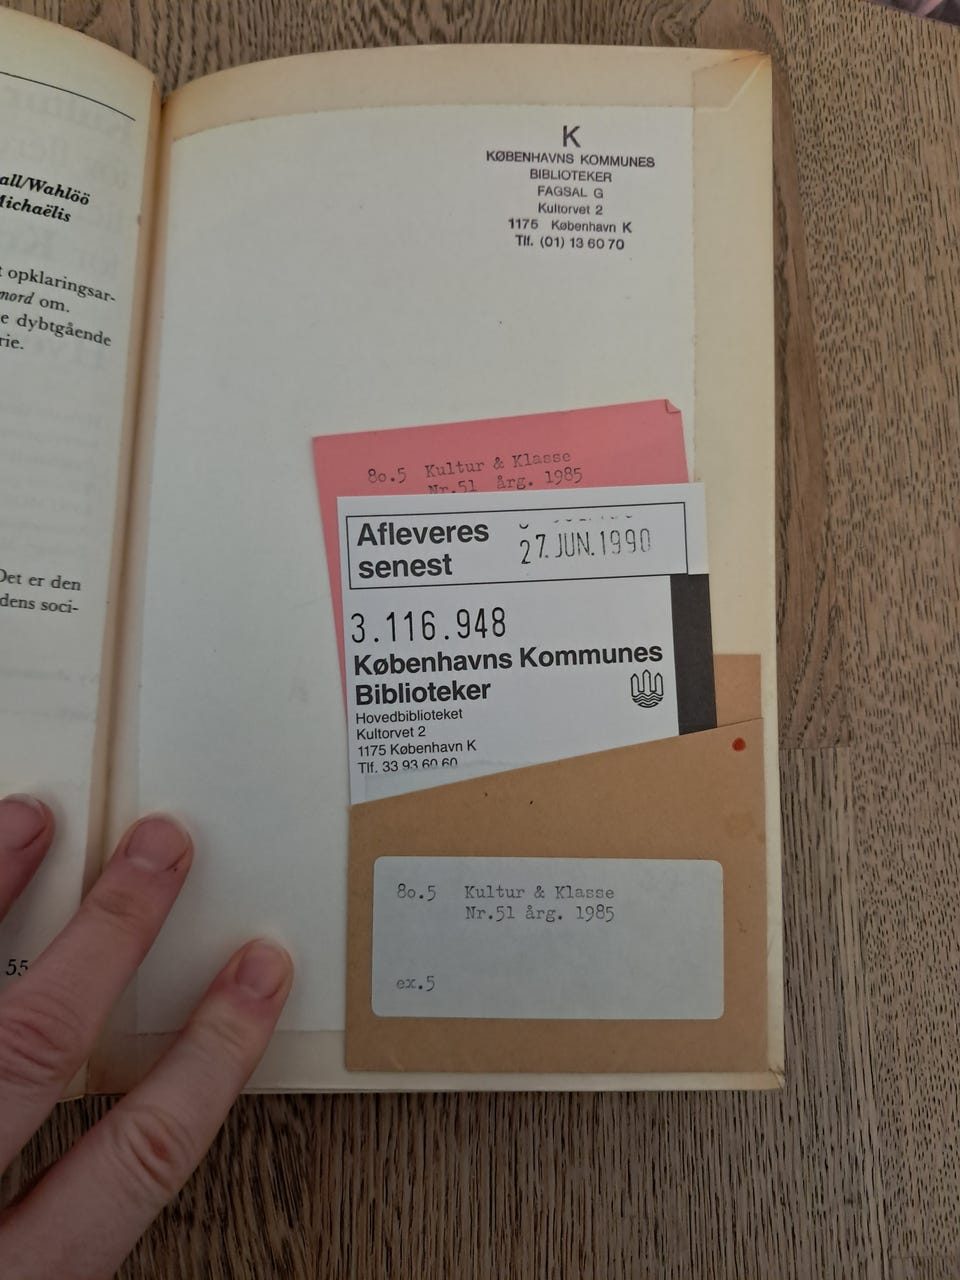 all/Wahlöö
ichaëlis
t opklaringsar-
mord om.
e dybtgående
rie.
Det er den
dens soci-
55
K
KØBENHAVNS KOMMUNES
BIBLIOTEKER
FAGSAL G
Kultorvet 2
1175 København K
Tlf. (01) 13 60 70
80.5 Kultur & Klasse
Nr.51 årg. 1985
Afleveres
senest
27. JUN. 1990
3.116.948
Københavns Kommunes
Biblioteker
Hovedbiblioteket
Kultorvet 2
1175 København K
Tlf. 33 93 60 60
80.5 Kultur & Klasse
Nr.51 årg. 1985
ex.5